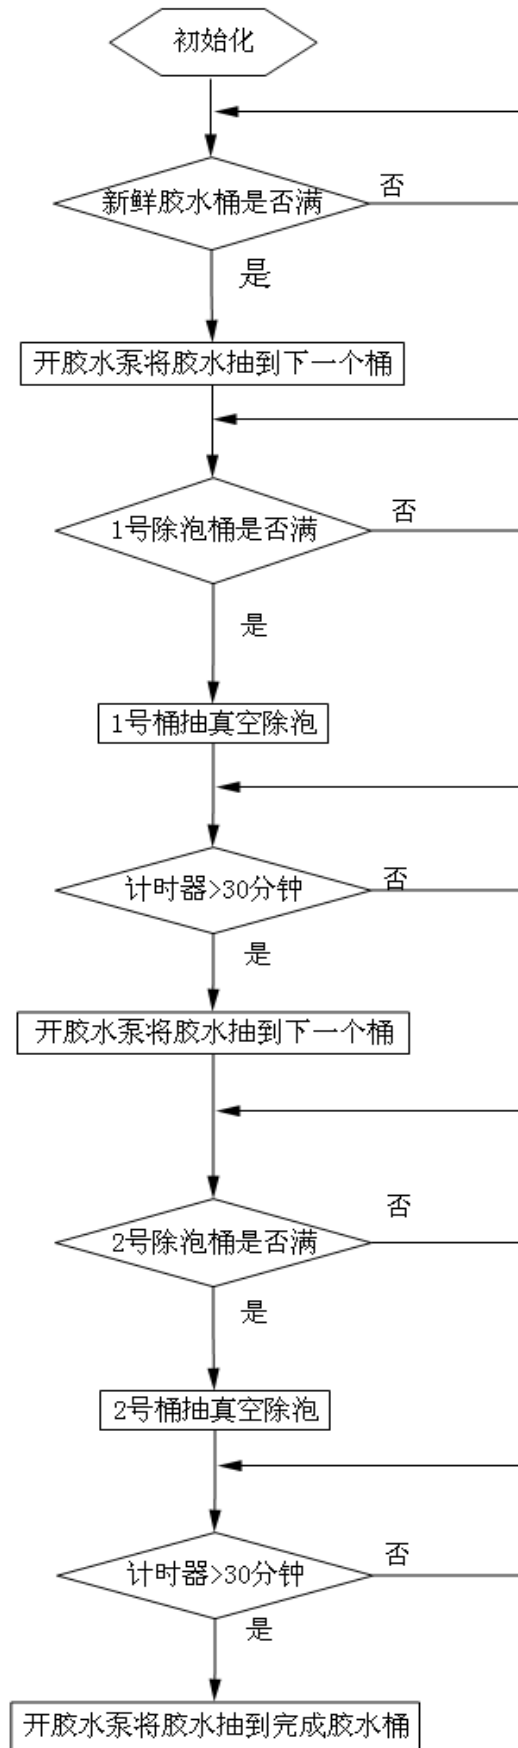 初始化
新鲜胶水桶是否满
否
是
开胶水泵将胶水抽到下一个桶
1号除泡桶是否满
否
是
1号桶抽真空除泡
计时器>30分钟
否
是
开胶水泵将胶水抽到下一个桶
2号除泡桶是否满
否
是
2号桶抽真空除泡
计时器>30分钟
否
是
开胶水泵将胶水抽到完成胶水桶